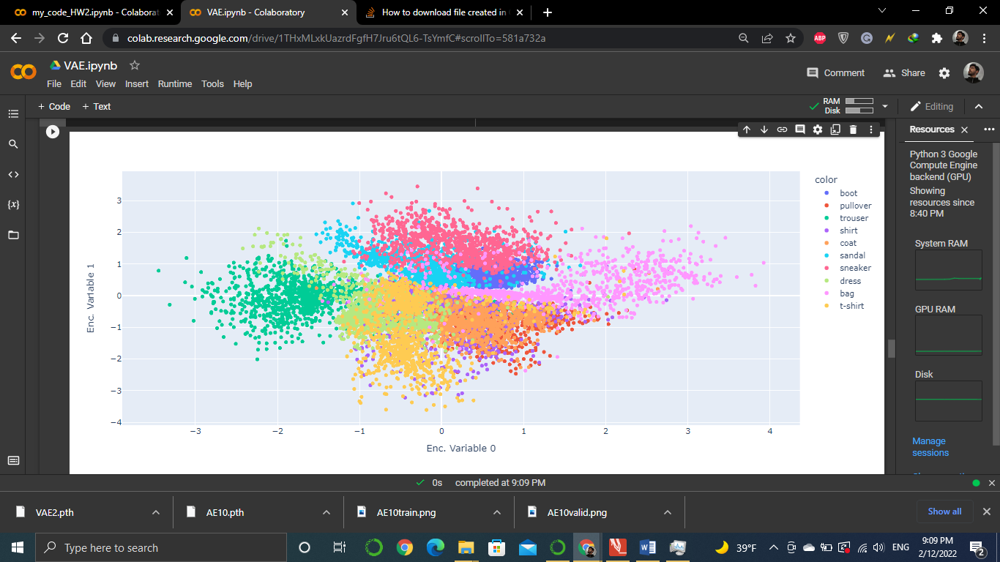 my_code_HW2.ipynb - Colaborat
VAE.ipynb - Colaboratory
How to download file created in
colab.research.google.com/drive/1THxMLxkUazrdFgfH7Jru6tQL6-TsYmfC#scrollTo=581a732a
ABP
VAE.ipynb
File Edit View Insert Runtime Tools Help
Comment
Share
+ Code + Text
RAM
Disk
Editing
Resources
Python 3 Google
Compute Engine
backend (GPU)
Showing
resources since
8:40 PM
System RAM
GPU RAM
Disk
Manage
sessions
color
boot
pullover
trouser
shirt
coat
sandal
sneaker
dress
bag
t-shirt
Enc. Variable 1
3
2
1
0
−1
−2
−3
−4
−3 −2 −1 0 1 2 3 4
Enc. Variable 0
0s completed at 9:09 PM
VAE2.pth
AE10.pth
AE10train.png
AE10valid.png
Show all
Type here to search
39°F
ENG
9:09 PM
2/12/2022
2